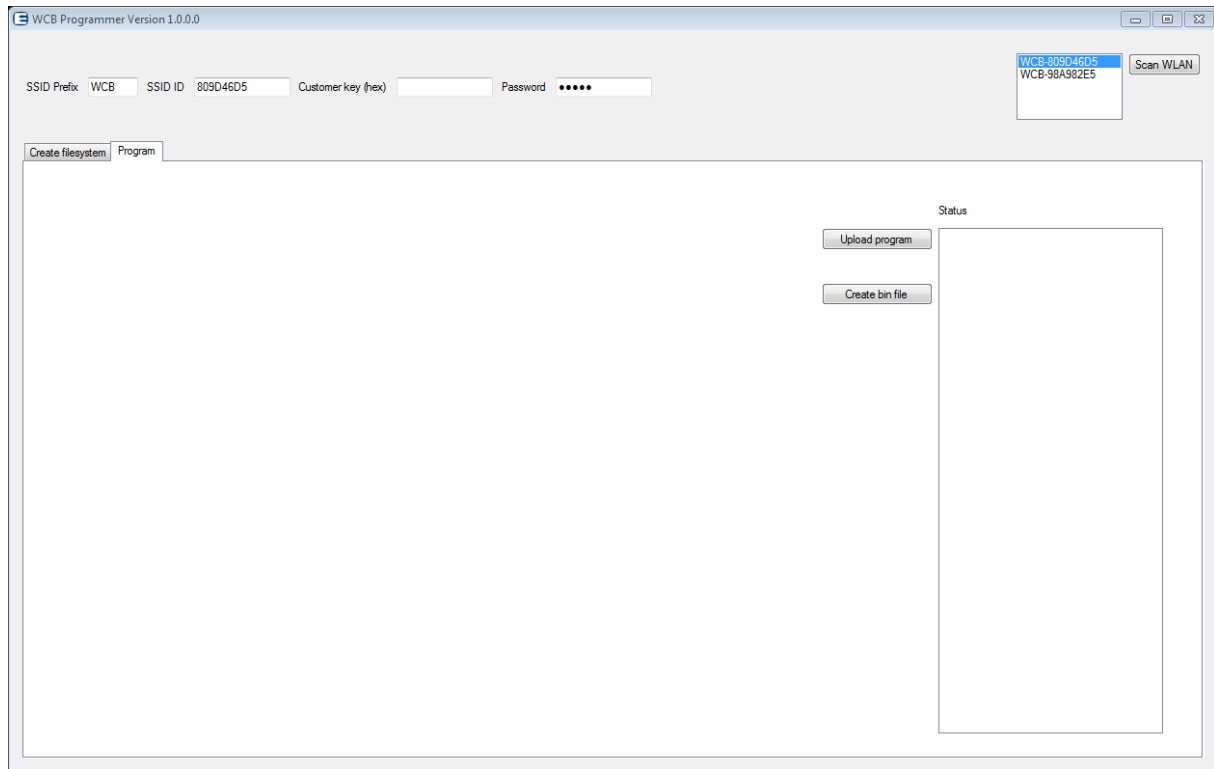 WCB Programmer Version 1.0.0.0
SSID Prefix WCB SSID ID 809D46D5 Customer key (hex) Password •••••
WCB-809D46D5
WCB-98A982E5
Scan WLAN
Create filesystem Program
Status
Upload program
Create bin file